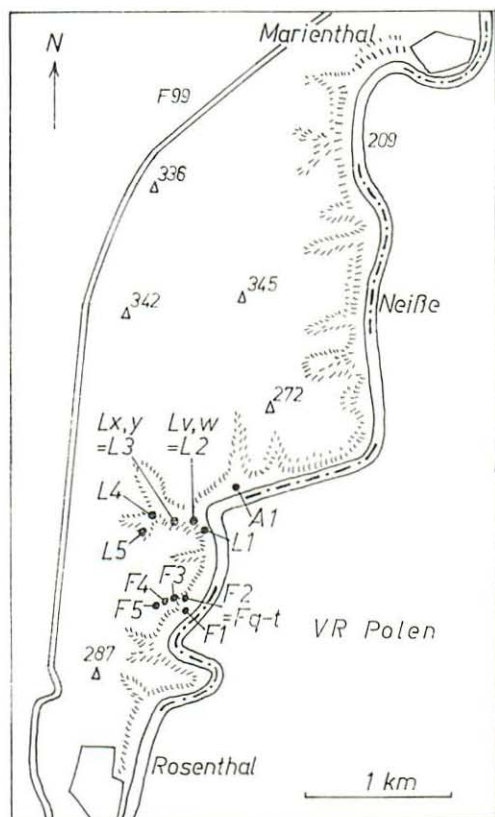 Marienthal
N
F99
209
336
345
342
Neiße
272
Lx,y
=L3
Lv,w
=L2
L4
A1
L1
L5
F3
F4
F2
=Fq-t
F5
F1
VR Polen
287
Rosenthal
1 km